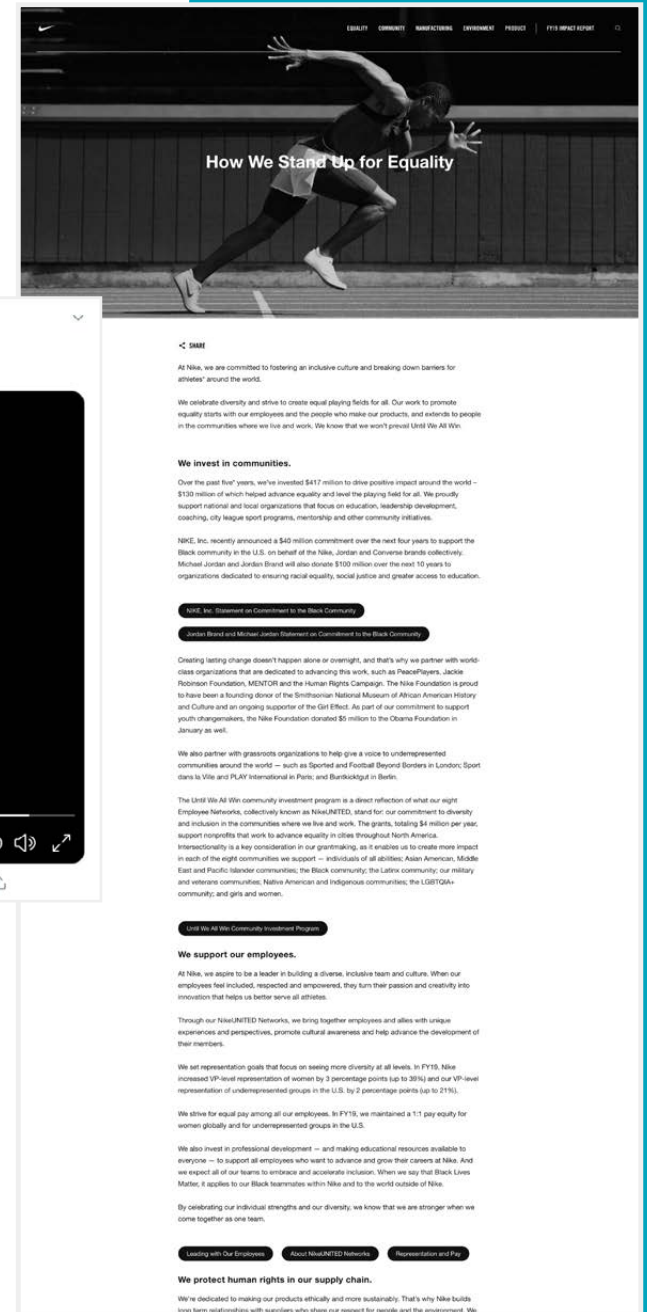 EQUALITY COMMUNITY MANUFACTURING ENVIRONMENT PRODUCT FY19 IMPACT REPORT
How We Stand Up for Equality
SHARE
At Nike, we are committed to fostering an inclusive culture and breaking down barriers for
athletes* around the world.
We celebrate diversity and strive to create equal playing fields for all. Our work to promote
equality starts with our employees and the people who make our products, and extends to people
in the communities where we live and work. We know that we won't prevail Until We All Win
We invest in communities.
Over the past five* years, we've invested $417 million to drive positive impact around the world –
$130 million of which helped advance equality and level the playing field for all. We proudly
support national and local organizations that focus on education, leadership development,
coaching, city league sport programs, mentorship and other community initiatives.
NIKE, Inc. recently announced a $40 million commitment over the next four years to support the
Black community in the U.S. on behalf of the Nike, Jordan and Converse brands collectively.
Michael Jordan and Jordan Brand will also donate $100 million over the next 10 years to
organizations dedicated to ensuring racial equality, social justice and greater access to education.
NIKE, Inc. Statement on Commitment to the Black Community
Jordan Brand and Michael Jordan Statement on Commitment to the Black Community
Creating lasting change doesn't happen alone or overnight, and that's why we partner with world-
class organizations that are dedicated to advancing this work, such as PeacePlayers, Jackie
Robinson Foundation, MENTOR and the Human Rights Campaign. The Nike Foundation is proud
to have been a founding donor of the Smithsonian National Museum of African American History
and Culture and an ongoing supporter of the Girl Effect. As part of our commitment to support
youth changemakers, the Nike Foundation donated $5 million to the Obama Foundation in
January as well.
We also partner with grassroots organizations to help give a voice to underrepresented
communities around the world — such as Sported and Football Beyond Borders in London; Sport
dans la Ville and PLAY International in Paris; and Buntkicktgut in Berlin.
The Until We All Win community investment program is a direct reflection of what our eight
Employee Networks, collectively known as NikeUNITED, stand for: our commitment to diversity
and inclusion in the communities where we live and work. The grants, totaling $4 million per year,
support nonprofits that work to advance equality in cities throughout North America.
Intersectionality is a key consideration in our grantmaking, as it enables us to create more impact
in each of the eight communities we support — individuals of all abilities; Asian American, Middle
East and Pacific Islander communities; the Black community; the Latinx community; our military
and veterans communities; Native American and Indigenous communities; the LGBTQIA+
community; and girls and women.
Until We All Win Community Investment Program
We support our employees.
At Nike, we aspire to be a leader in building a diverse, inclusive team and culture. When our
employees feel included, respected and empowered, they turn their passion and creativity into
innovation that helps us better serve all athletes.
Through our NikeUNITED Networks, we bring together employees and allies with unique
experiences and perspectives, promote cultural awareness and help advance the development of
their members.
We set representation goals that focus on seeing more diversity at all levels. In FY19, Nike
increased VP-level representation of women by 3 percentage points (up to 39%) and our VP-level
representation of underrepresented groups in the U.S. by 2 percentage points (up to 21%).
We strive for equal pay among all our employees. In FY19, we maintained a 1:1 pay equity for
women globally and for underrepresented groups in the U.S.
We also invest in professional development — and making educational resources available to
everyone — to support all employees who want to advance and grow their careers at Nike. And
we expect all of our teams to embrace and accelerate inclusion. When we say that Black Lives
Matter, it applies to our Black teammates within Nike and to the world outside of Nike.
By celebrating our individual strengths and our diversity, we know that we are stronger when we
come together as one team.
Leading with Our Employees About NikeUNITED Networks Representation and Pay
We protect human rights in our supply chain.
We're dedicated to making our products ethically and more sustainably. That's why Nike builds
long term relationships with suppliers who share our respect for people and the environment. We